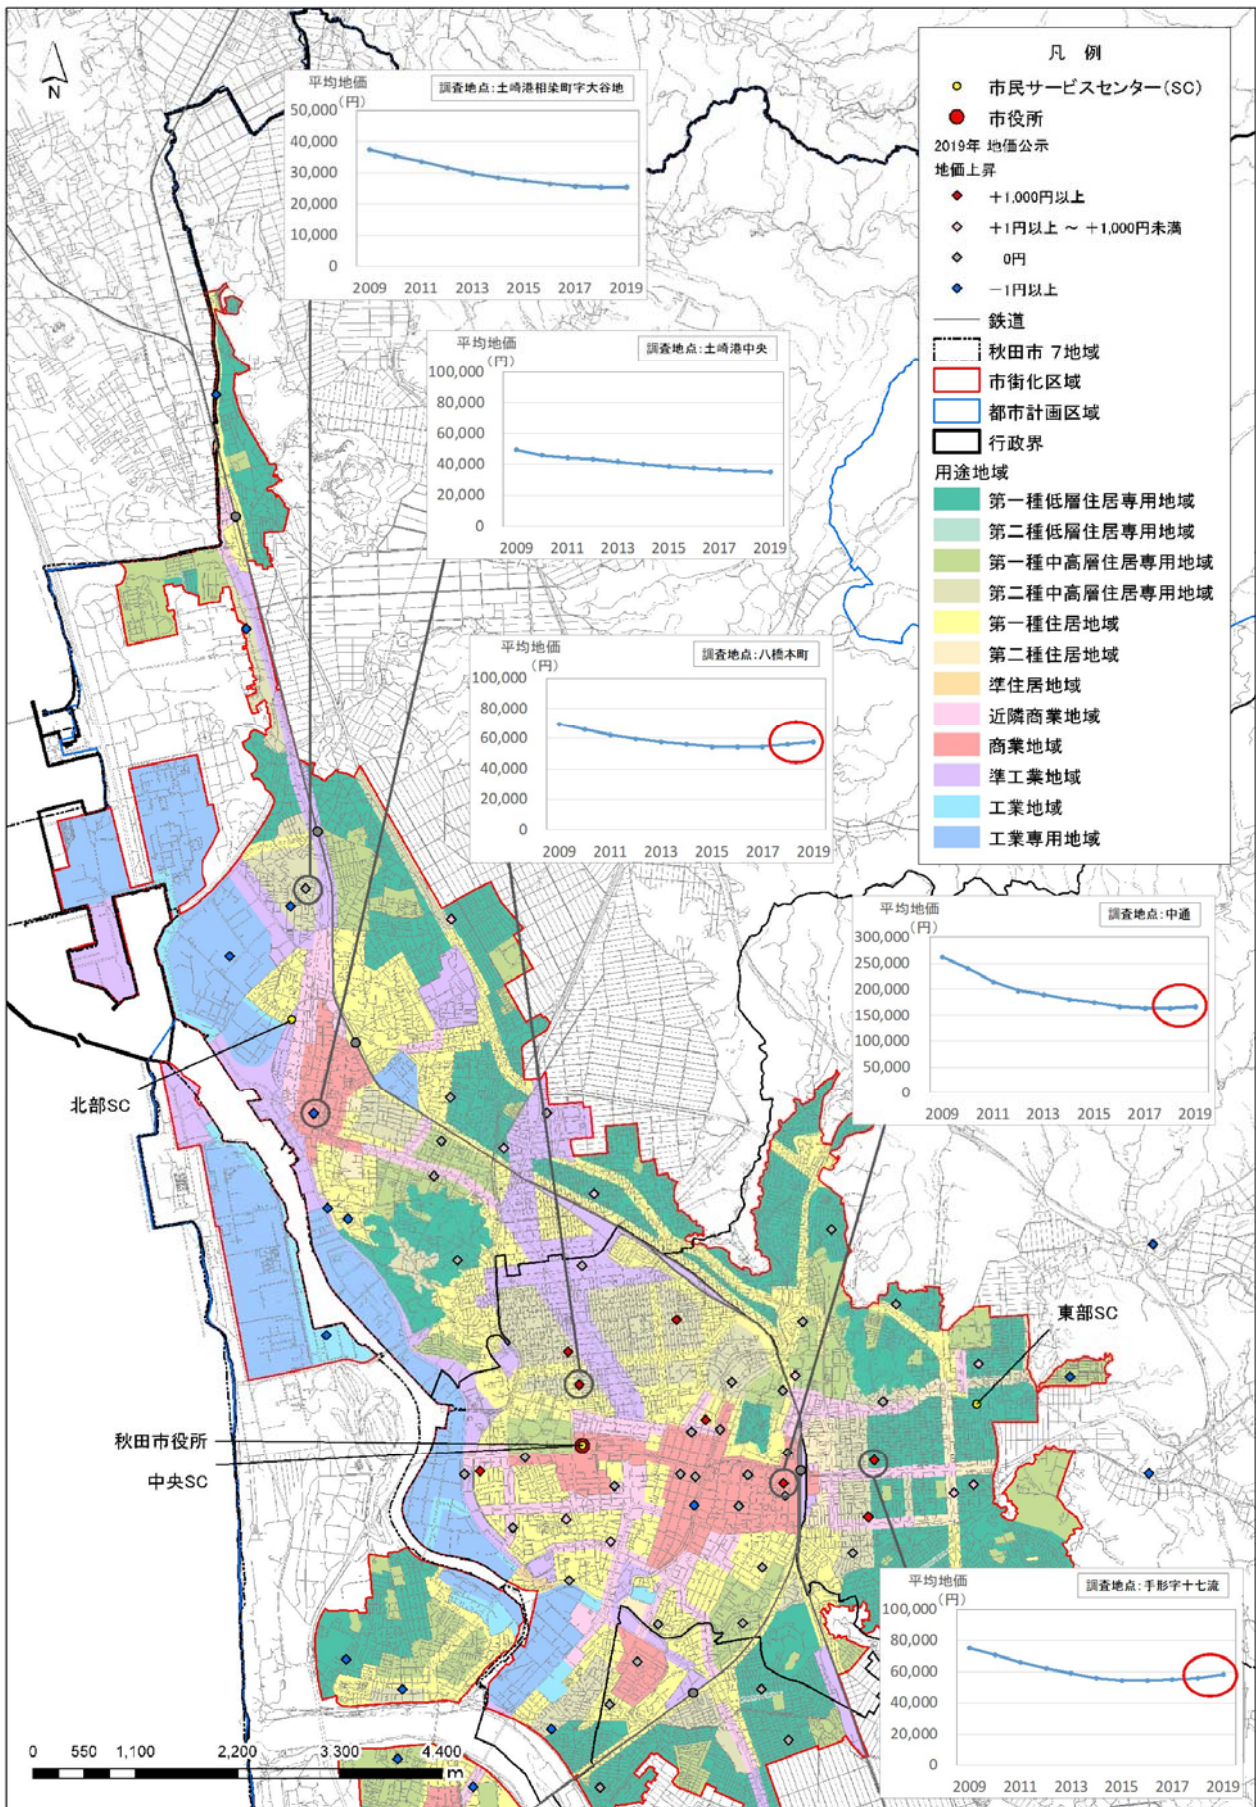 N
平均地価
(円)
調査地点:土崎港相染町字大谷地
50,000
40,000
30,000
20,000
10,000
0
2009 2011 2013 2015 2017 2019
平均地価
(円)
調査地点:土崎港中央
100,000
80,000
60,000
40,000
20,000
0
2009 2011 2013 2015 2017 2019
平均地価
(円)
調査地点:八橋本町
100,000
80,000
60,000
40,000
20,000
0
2009 2011 2013 2015 2017 2019
凡 例
市民サービスセンター(SC)
市役所
2019年 地価公示
地価上昇
+1,000円以上
+1円以上 ~ +1,000円未満
0円
-1円以上
鉄道
秋田市 7地域
市街化区域
都市計画区域
行政界
用途地域
第一種低層住居専用地域
第二種低層住居専用地域
第一種中高層住居専用地域
第二種中高層住居専用地域
第一種住居地域
第二種住居地域
準住居地域
近隣商業地域
商業地域
準工業地域
工業地域
工業専用地域
平均地価
(円)
調査地点:中通
300,000
250,000
200,000
150,000
100,000
50,000
0
2009 2011 2013 2015 2017 2019
北部SC
東部SC
秋田市役所
中央SC
平均地価
(円)
調査地点:手形字十七流
100,000
80,000
60,000
40,000
20,000
0
2009 2011 2013 2015 2017 2019
0 550 1,100 2,200 3,300 4,400
m